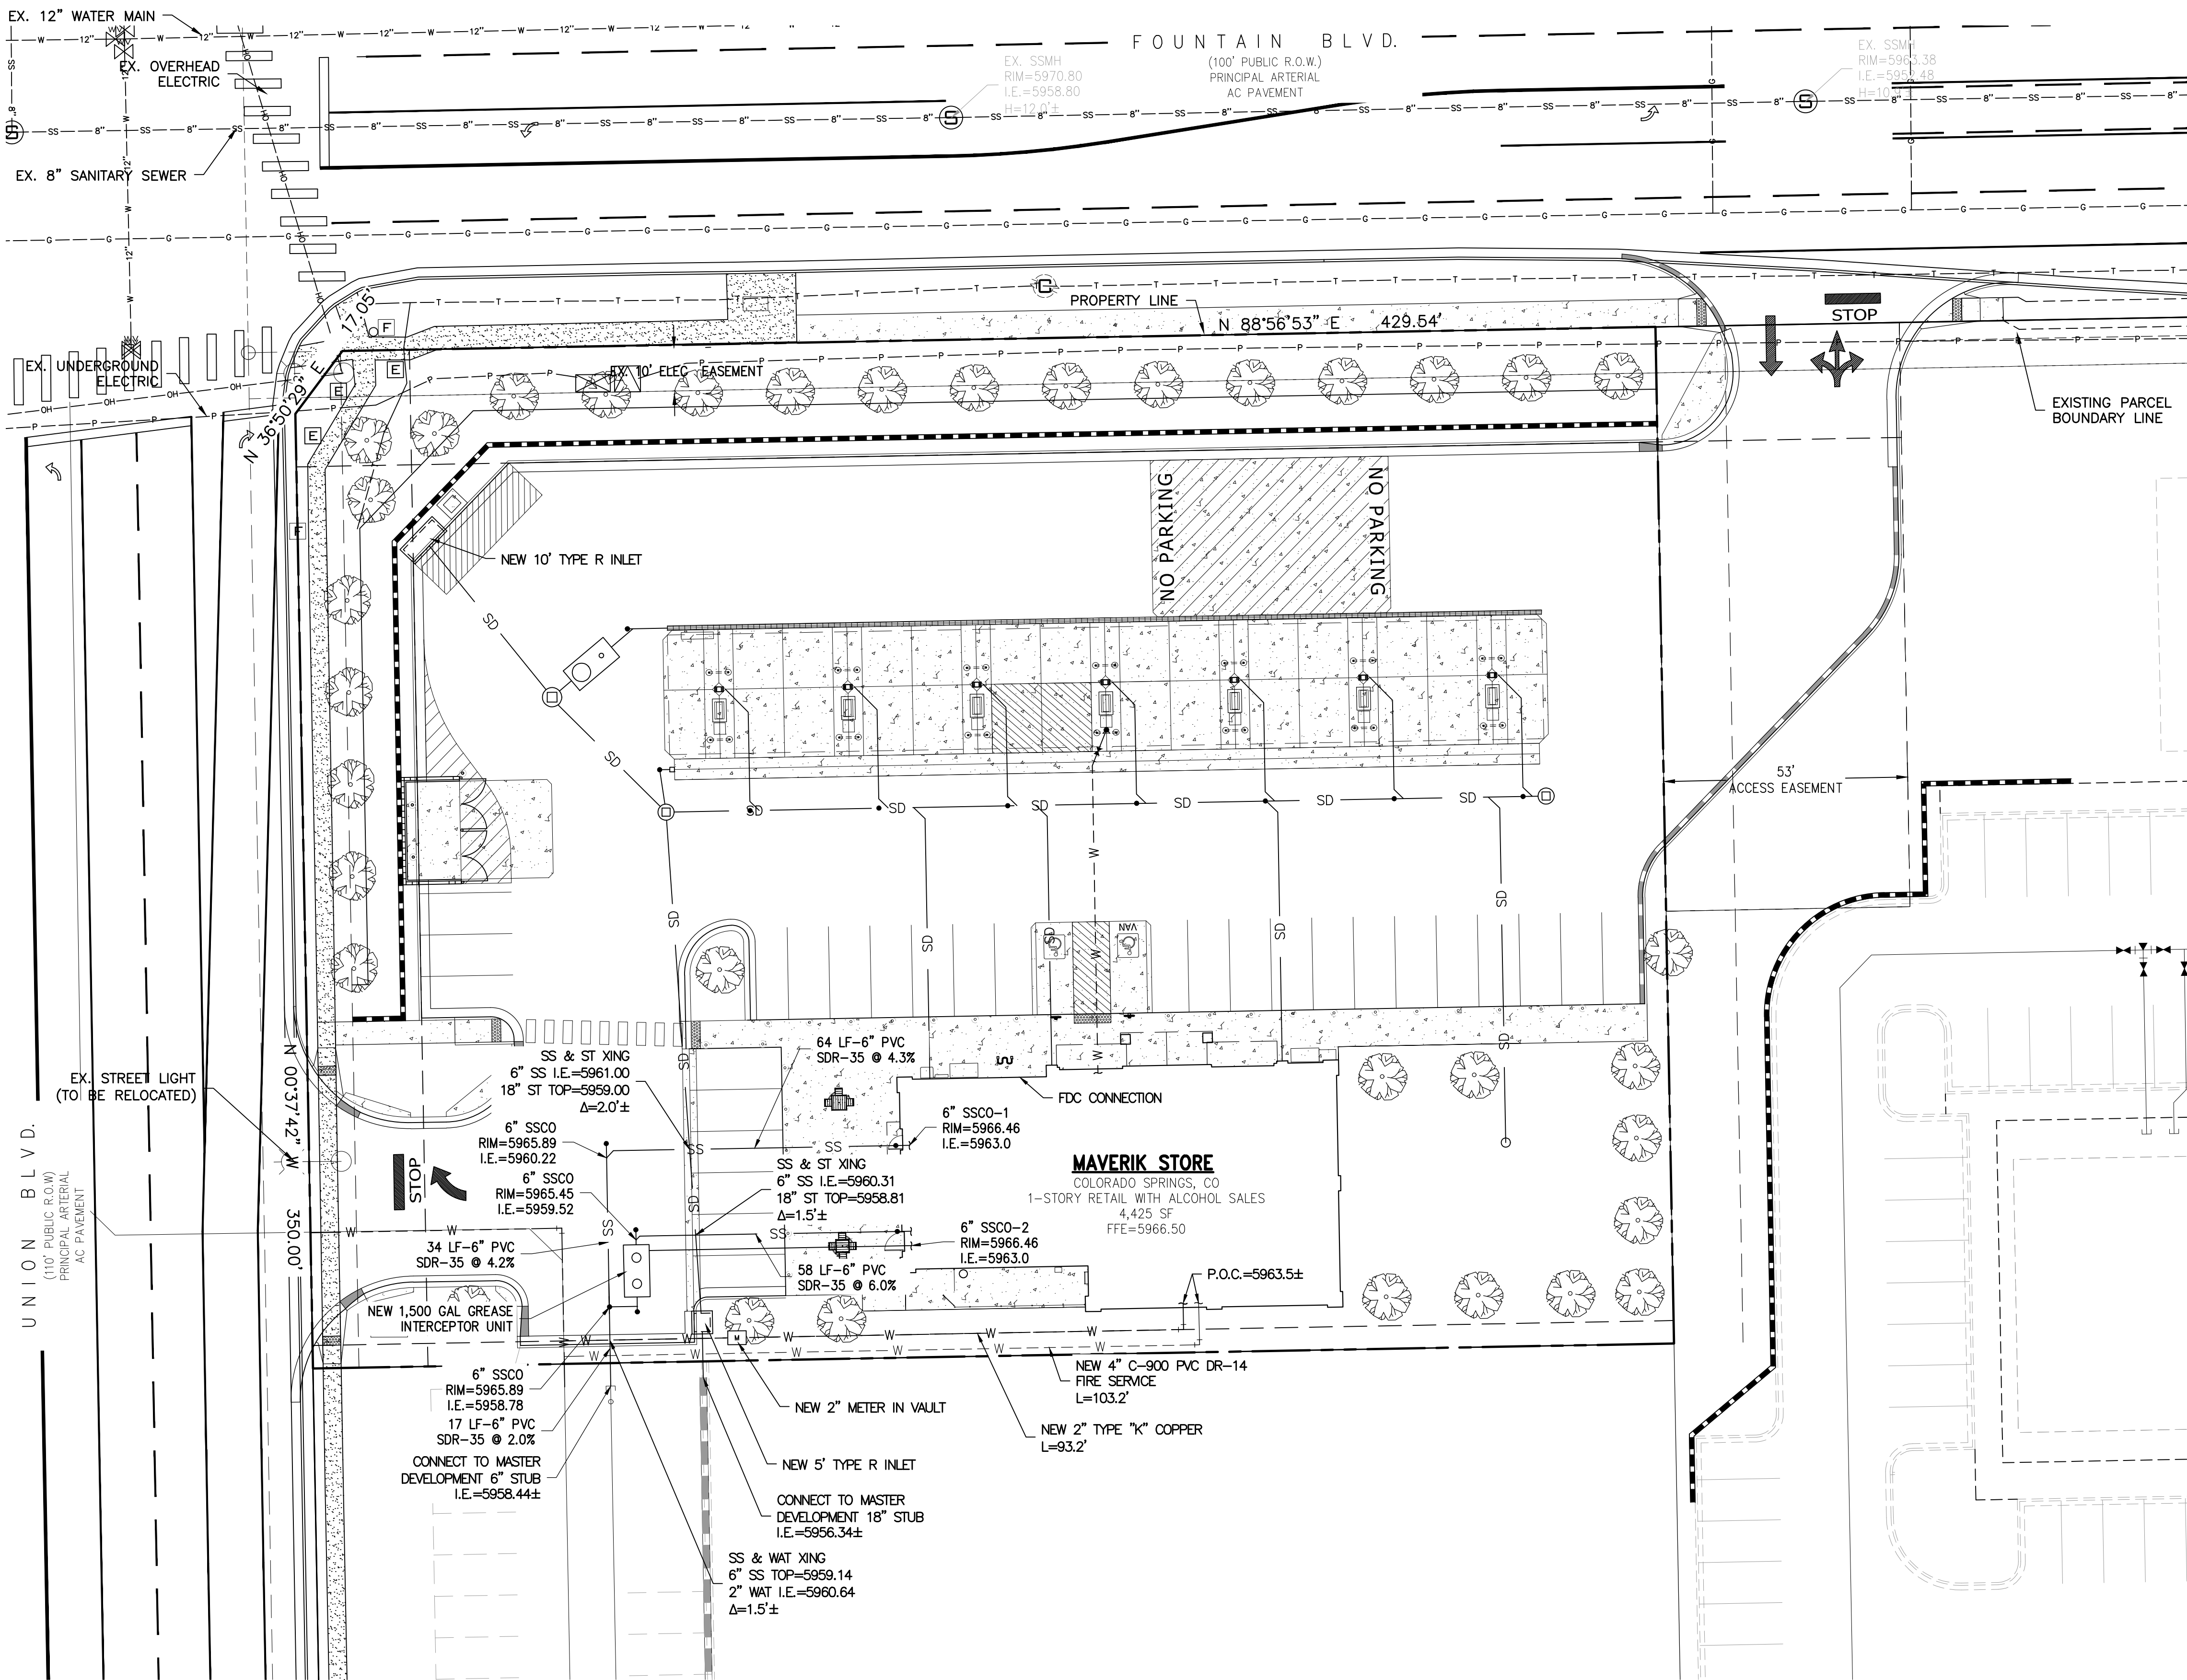 EX. 12" WATER MAIN
EX. OVERHEAD
ELECTRIC
EX. 8" SANITARY SEWER
FOUNTAIN BLVD.
(100' PUBLIC R.O.W.)
PRINCIPAL ARTERIAL
AC PAVEMENT
EX. SSMH
RIM=5970.80
I.E.=5958.80
H=12.0'±
EX. SSMH
RIM=5963.38
I.E.=5952.48
PROPERTY LINE
N 88°56'53" E 429.54'
17.05'
N 36°50'29" E
EX. UNDERGROUND
ELECTRIC
EX. 10' ELEC EASEMENT
STOP
EXISTING PARCEL
BOUNDARY LINE
NEW 10' TYPE R INLET
NO PARKING
NO PARKING
53'
ACCESS EASEMENT
VAN
N 00°37'42" W
350.00'
EX. STREET LIGHT
(TO BE RELOCATED)
UNION BLVD.
(110' PUBLIC R.O.W)
PRINCIPAL ARTERIAL
AC PAVEMENT
STOP
SS & ST XING
6" SS I.E.=5961.00
18" ST TOP=5959.00
Δ=2.0'±
64 LF-6" PVC
SDR-35 @ 4.3%
FDC CONNECTION
6" SSCO
RIM=5965.89
I.E.=5960.22
6" SSCO-1
RIM=5966.46
I.E.=5963.0
6" SSCO
RIM=5965.45
I.E.=5959.52
SS & ST XING
6" SS I.E.=5960.31
18" ST TOP=5958.81
Δ=1.5'±
MAVERIK STORE
COLORADO SPRINGS, CO
1-STORY RETAIL WITH ALCOHOL SALES
4,425 SF
FFE=5966.50
6" SSCO-2
RIM=5966.46
I.E.=5963.0
34 LF-6" PVC
SDR-35 @ 4.2%
58 LF-6" PVC
SDR-35 @ 6.0%
P.O.C.=5963.5±
NEW 1,500 GAL GREASE
INTERCEPTOR UNIT
6" SSCO
RIM=5965.89
I.E.=5958.78
17 LF-6" PVC
SDR-35 @ 2.0%
CONNECT TO MASTER
DEVELOPMENT 6" STUB
I.E.=5958.44±
NEW 4" C-900 PVC DR-14
FIRE SERVICE
L=103.2'
NEW 2" METER IN VAULT
NEW 2" TYPE "K" COPPER
L=93.2'
NEW 5' TYPE R INLET
CONNECT TO MASTER
DEVELOPMENT 18" STUB
I.E.=5956.34±
SS & WAT XING
6" SS TOP=5959.14
2" WAT I.E.=5960.64
Δ=1.5'±